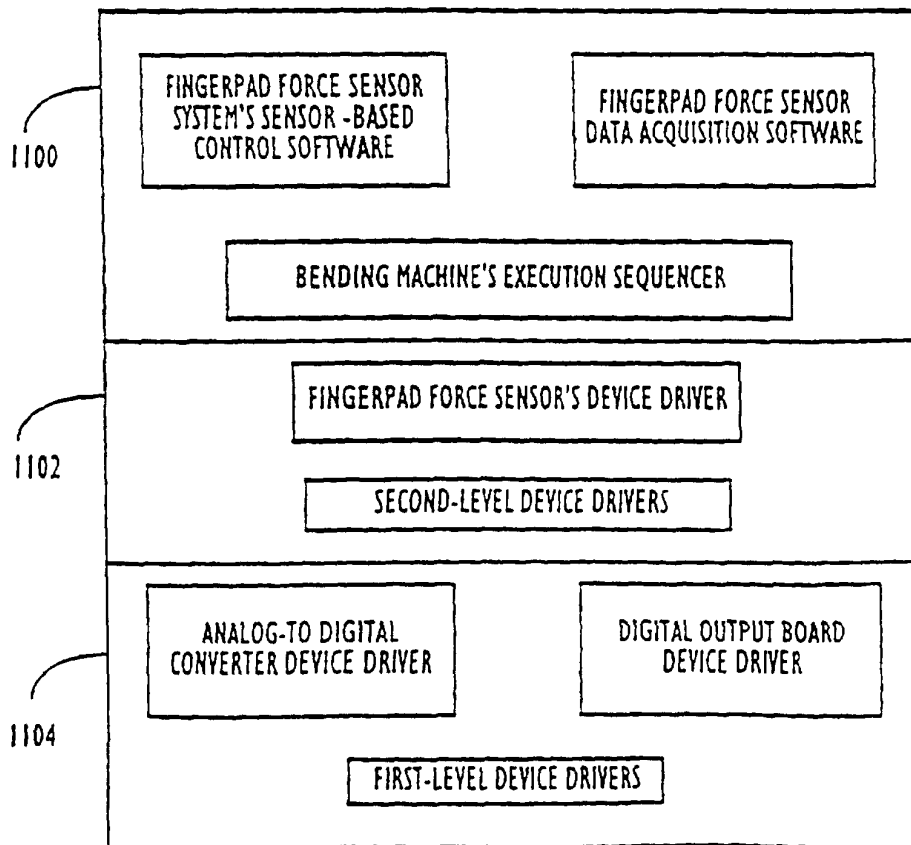 FINGERPAD FORCE SENSOR
SYSTEM'S SENSOR -BASED
CONTROL SOFTWARE
FINGERPAD FORCE SENSOR
DATA ACQUISITION SOFTWARE
1100
BENDING MACHINE'S EXECUTION SEQUENCER
FINGERPAD FORCE SENSOR'S DEVICE DRIVER
1102
SECOND-LEVEL DEVICE DRIVERS
ANALOG-TO DIGITAL
CONVERTER DEVICE DRIVER
DIGITAL OUTPUT BOARD
DEVICE DRIVER
1104
FIRST-LEVEL DEVICE DRIVERS